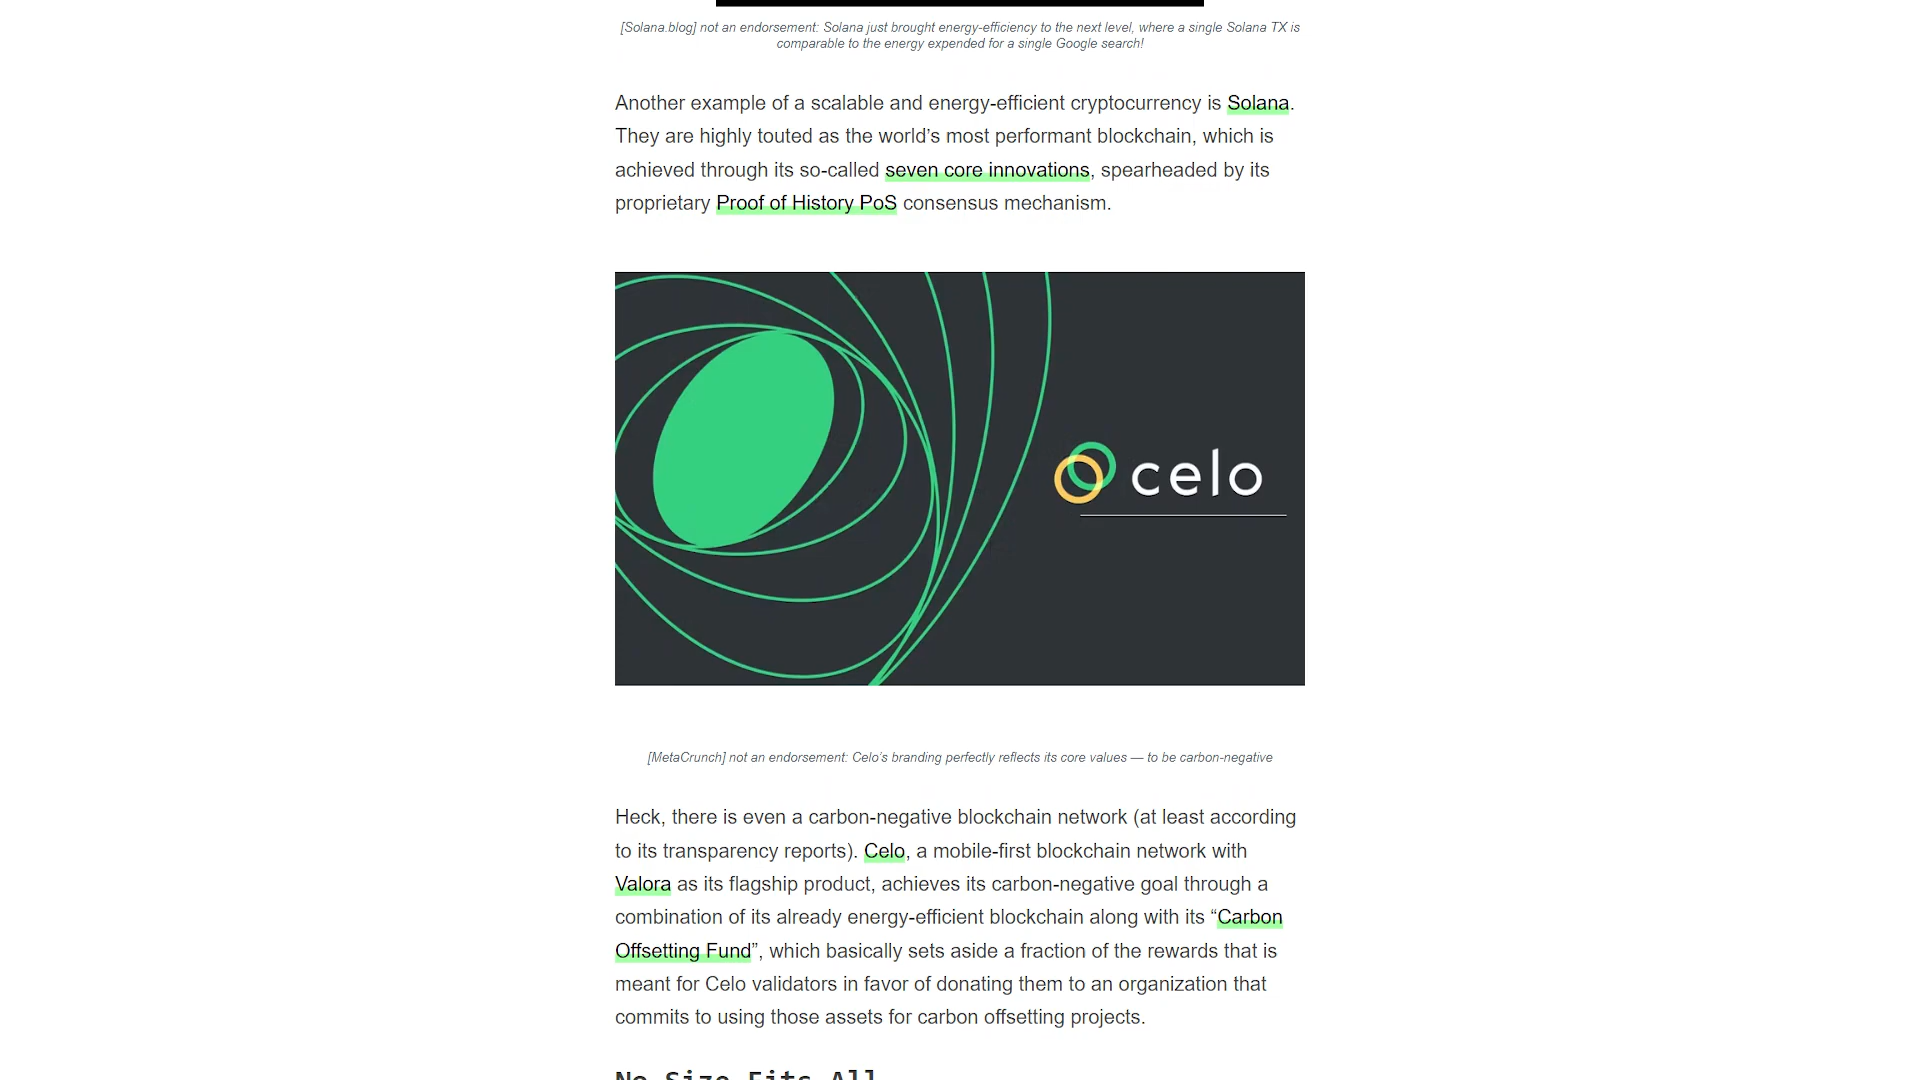 [Solana.blog] not an endorsement: Solana just brought energy-efficiency to the next level, where a single Solana TX is
comparable to the energy expended for a single Google search!
Another example of a scalable and energy-efficient cryptocurrency is Solana.
They are highly touted as the world’s most performant blockchain, which is
achieved through its so-called seven core innovations, spearheaded by its
proprietary Proof of History PoS consensus mechanism.
celo
[MetaCrunch] not an endorsement: Celo’s branding perfectly reflects its core values — to be carbon-negative
Heck, there is even a carbon-negative blockchain network (at least according
to its transparency reports). Celo, a mobile-first blockchain network with
Valora as its flagship product, achieves its carbon-negative goal through a
combination of its already energy-efficient blockchain along with its “Carbon
Offsetting Fund”, which basically sets aside a fraction of the rewards that is
meant for Celo validators in favor of donating them to an organization that
commits to using those assets for carbon offsetting projects.
No Size Fits All